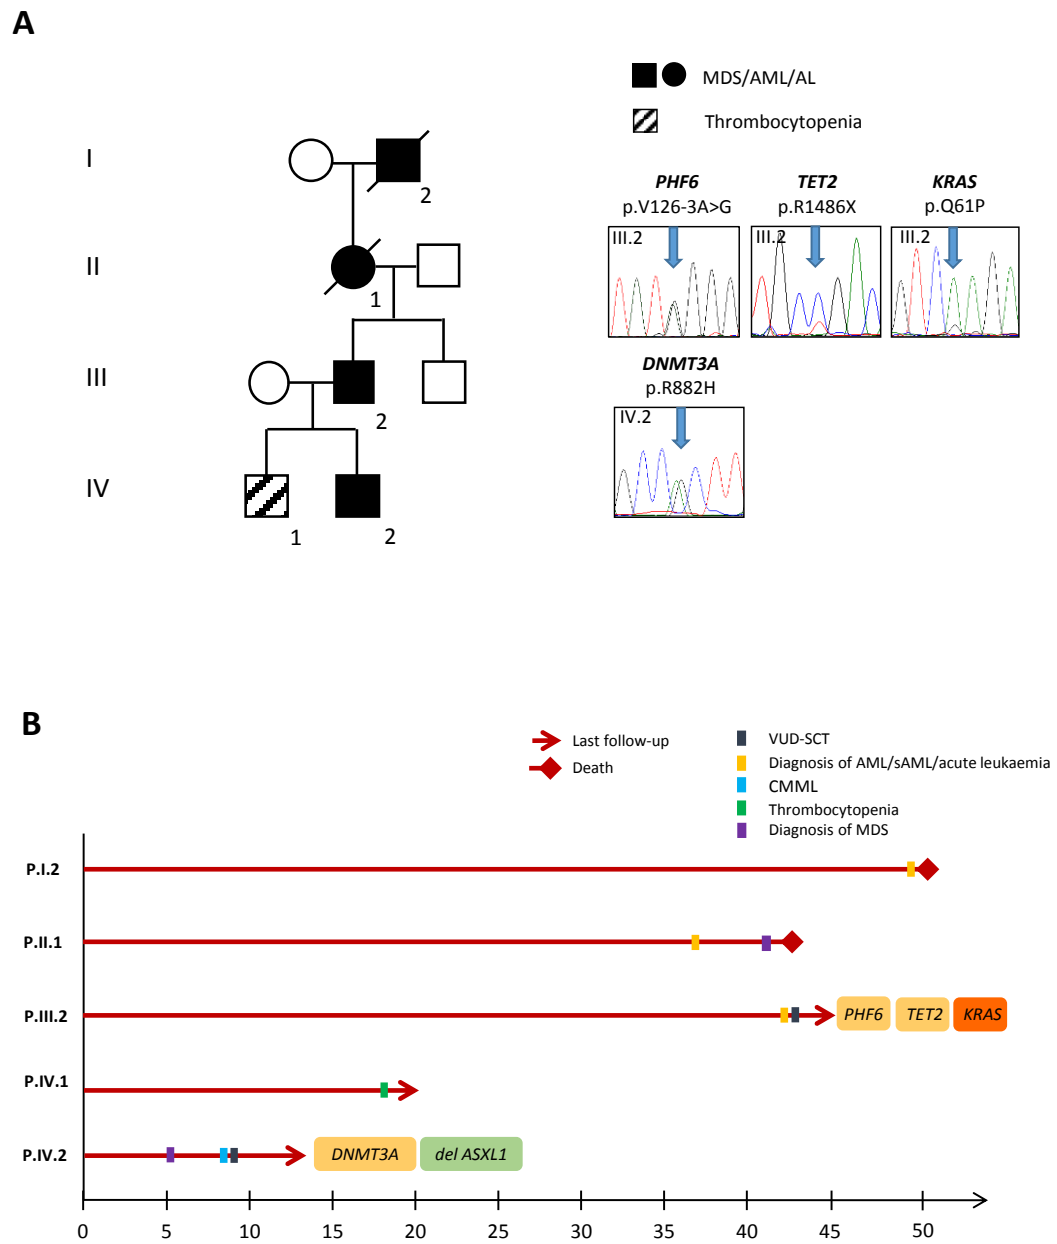 A
MDS/AML/AL
Thrombocytopenia
I
2
II
1
III
2
IV
1
2
PHF6
p.V126-3A>G
III.2
TET2
p.R1486X
III.2
KRAS
p.Q61P
III.2
DNMT3A
p.R882H
IV.2
B
Last follow-up
Death
VUD-SCT
Diagnosis of AML/sAML/acute leukaemia
CMML
Thrombocytopenia
Diagnosis of MDS
P.I.2
P.II.1
P.III.2 PHF6 TET2 KRAS
P.IV.1
P.IV.2 DNMT3A del ASXL1
0 5 10 15 20 25 30 35 40 45 50